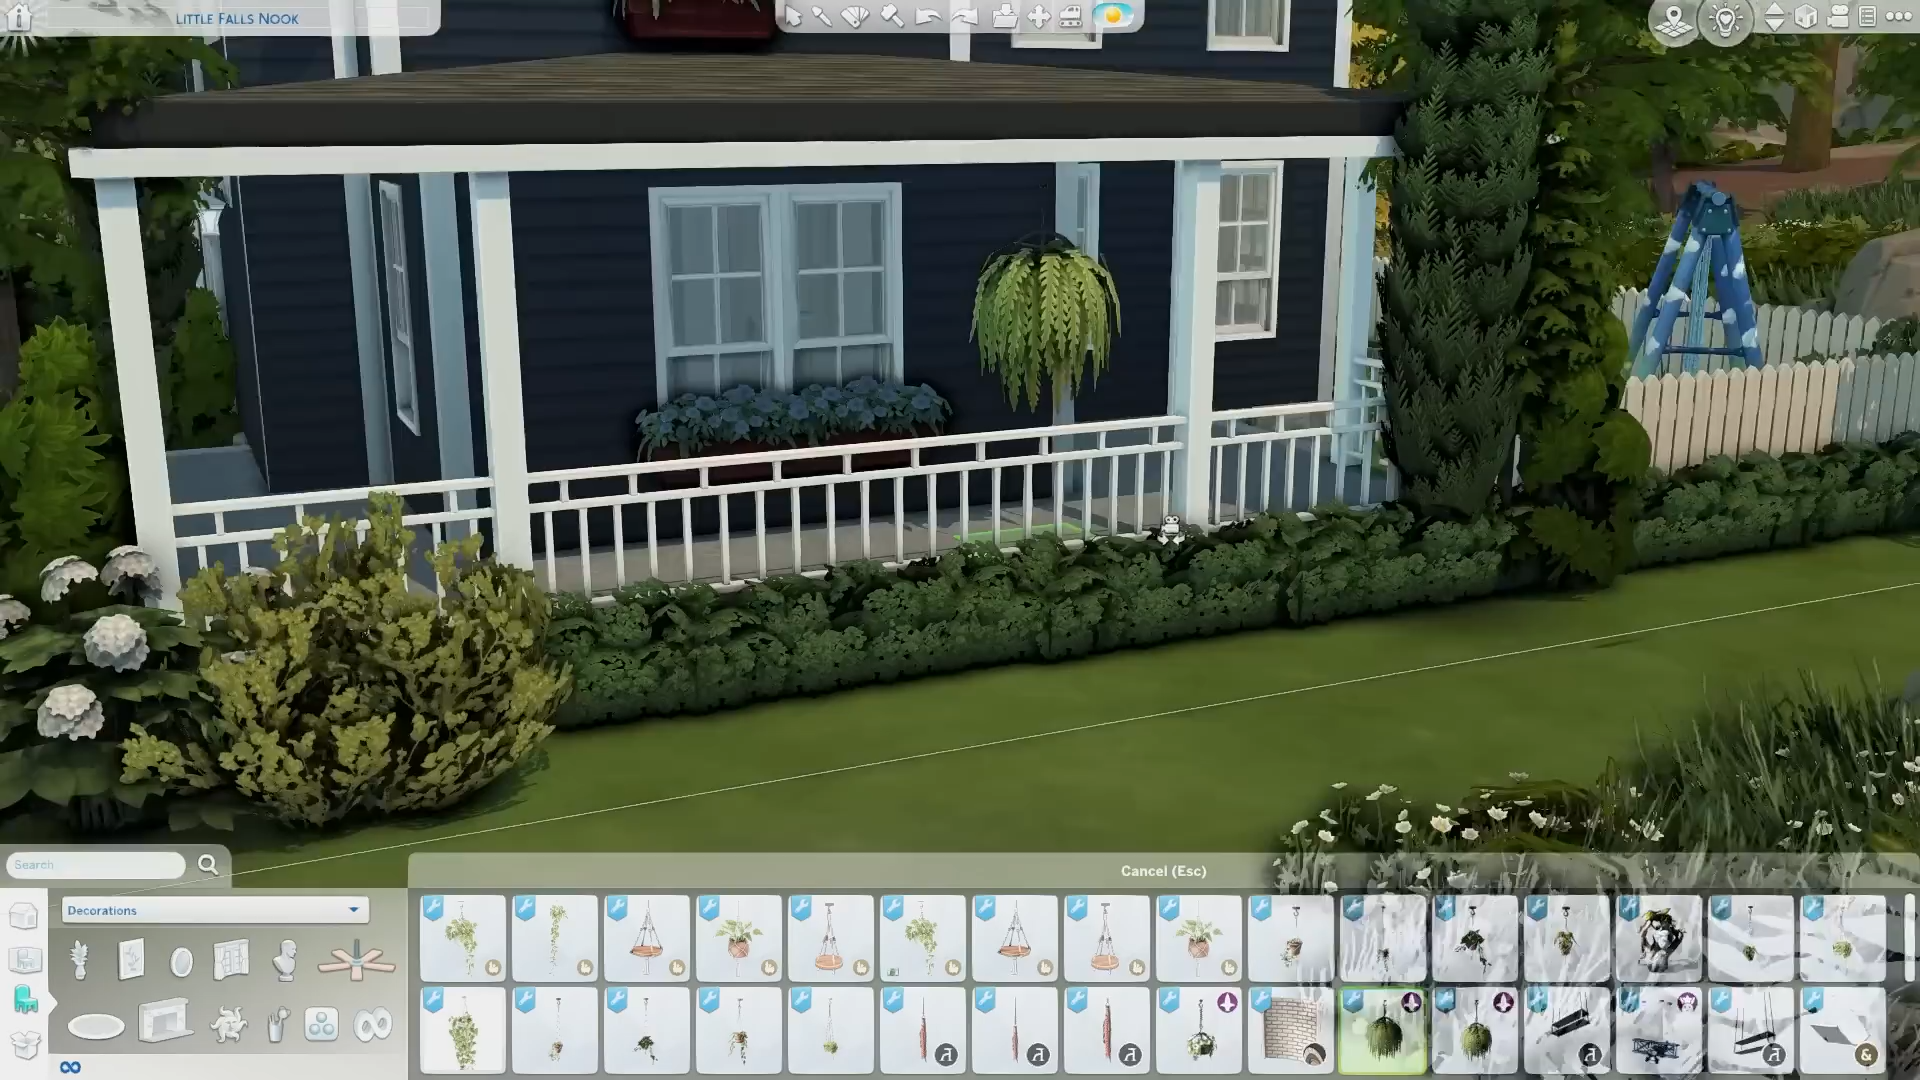 LITTLE FALLS NOOK
Search
Cancel (Esc)
Decorations
&